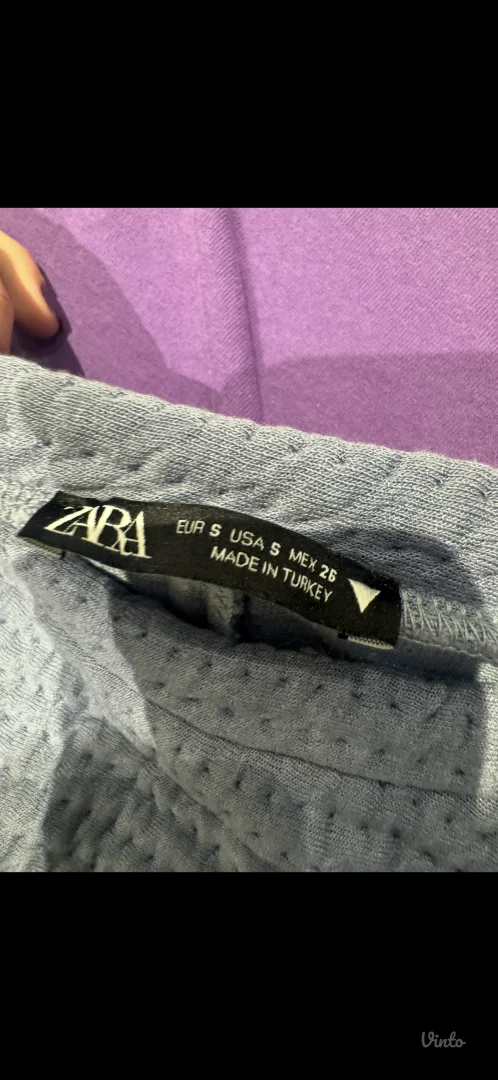 ZARA
EUR S USA S MEX 26
MADE IN TURKEY
Vinto